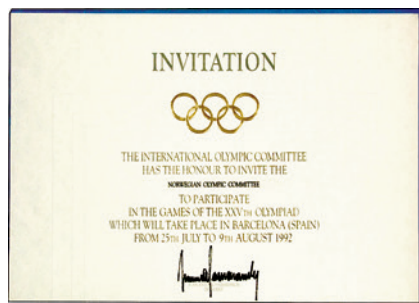 INVITATION
THE INTERNATIONAL OLYMPIC COMMITTEE
HAS THE HONOUR TO INVITE THE
NORWEGIAN OLYMPIC COMMITTEE
TO PARTICIPATE
IN THE GAMES OF THE XXVTH OLYMPIAD
WHICH WILL TAKE PLACE IN BARCELONA (SPAIN)
FROM 25TH JULY TO 9TH AUGUST 1992